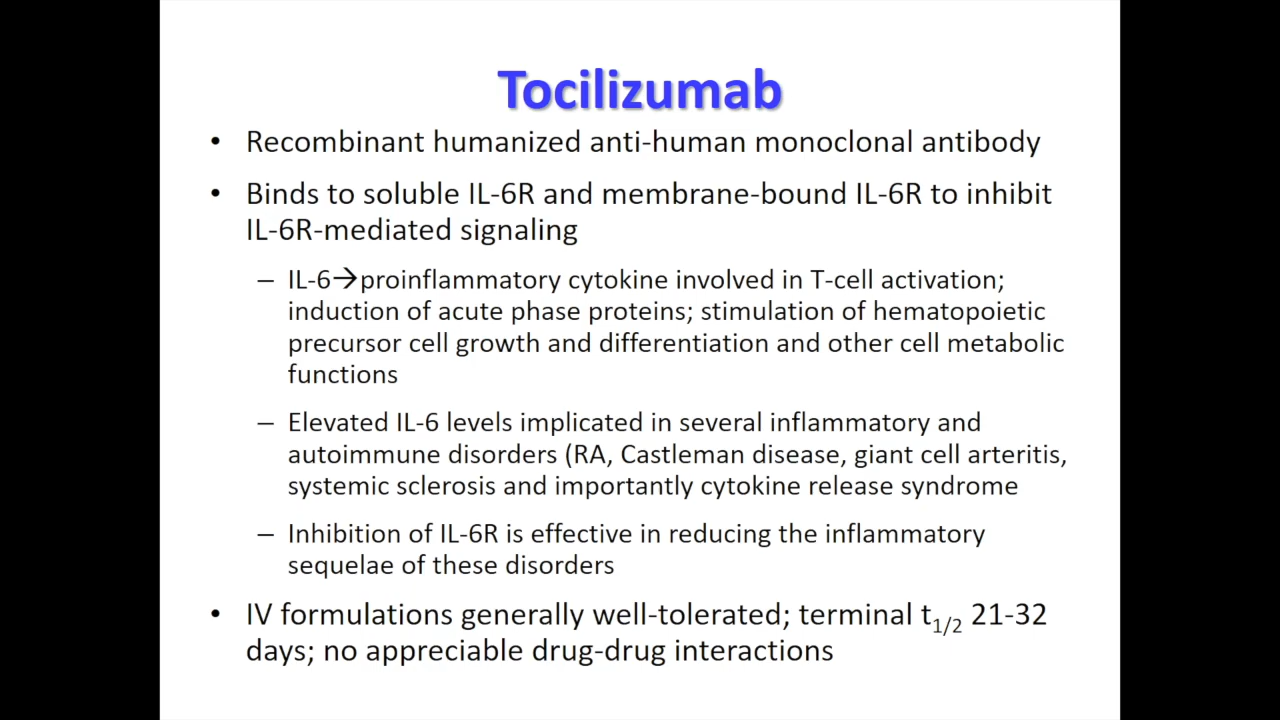 Tocilizumab
• Recombinant humanized anti-human monoclonal antibody
• Binds to soluble IL-6R and membrane-bound IL-6R to inhibit
IL-6R-mediated signaling
– IL-6→proinflammatory cytokine involved in T-cell activation;
induction of acute phase proteins; stimulation of hematopoietic
precursor cell growth and differentiation and other cell metabolic
functions
– Elevated IL-6 levels implicated in several inflammatory and
autoimmune disorders (RA, Castleman disease, giant cell arteritis,
systemic sclerosis and importantly cytokine release syndrome
– Inhibition of IL-6R is effective in reducing the inflammatory
sequelae of these disorders
• IV formulations generally well-tolerated; terminal t1/2 21-32
days; no appreciable drug-drug interactions